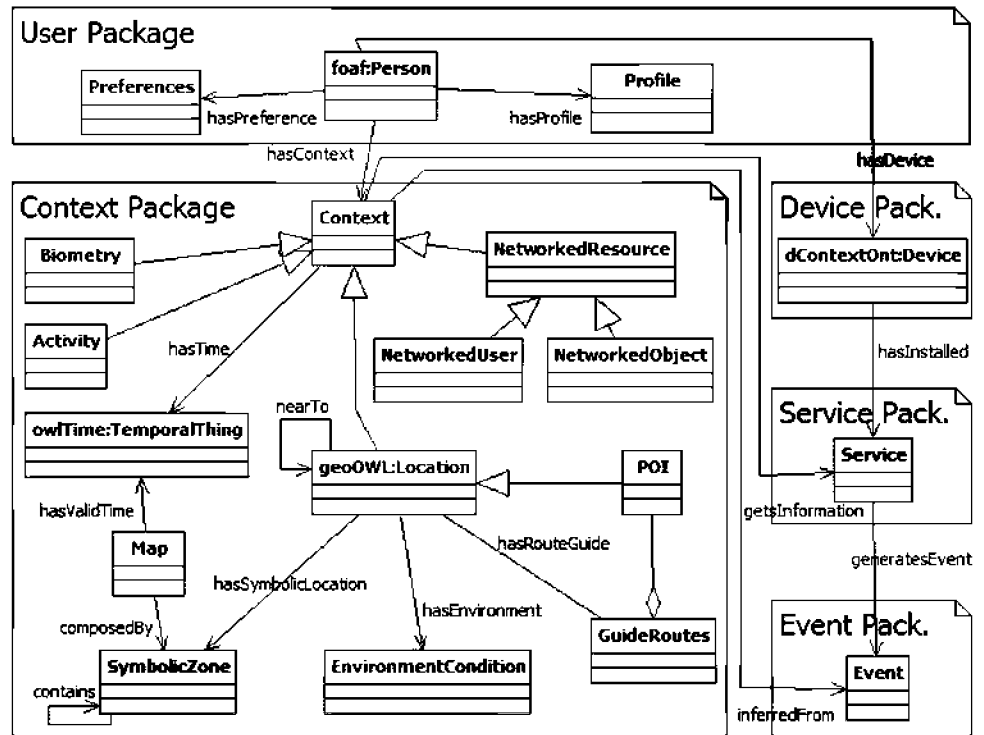 User Package
foaf:Person
Preferences
Profile
hasPreference
hasProfile
hasContext
hasDevice
Context Package
Device Pack.
Context
Biometry
NetworkedResource
dContextOnt:Device
Activity
hasTime
NetworkedUser
NetworkedObject
hasInstalled
nearTo
Service Pack.
owlTime:TemporalThing
geoOWL:Location
POI
Service
hasValidTime
getsInformation
Map
hasRouteGuide
generatesEvent
hasSymbolicLocation
hasEnvironment
composedBy
Event Pack.
SymbolicZone
EnvironmentCondition
GuideRoutes
Event
contains
inferredFrom